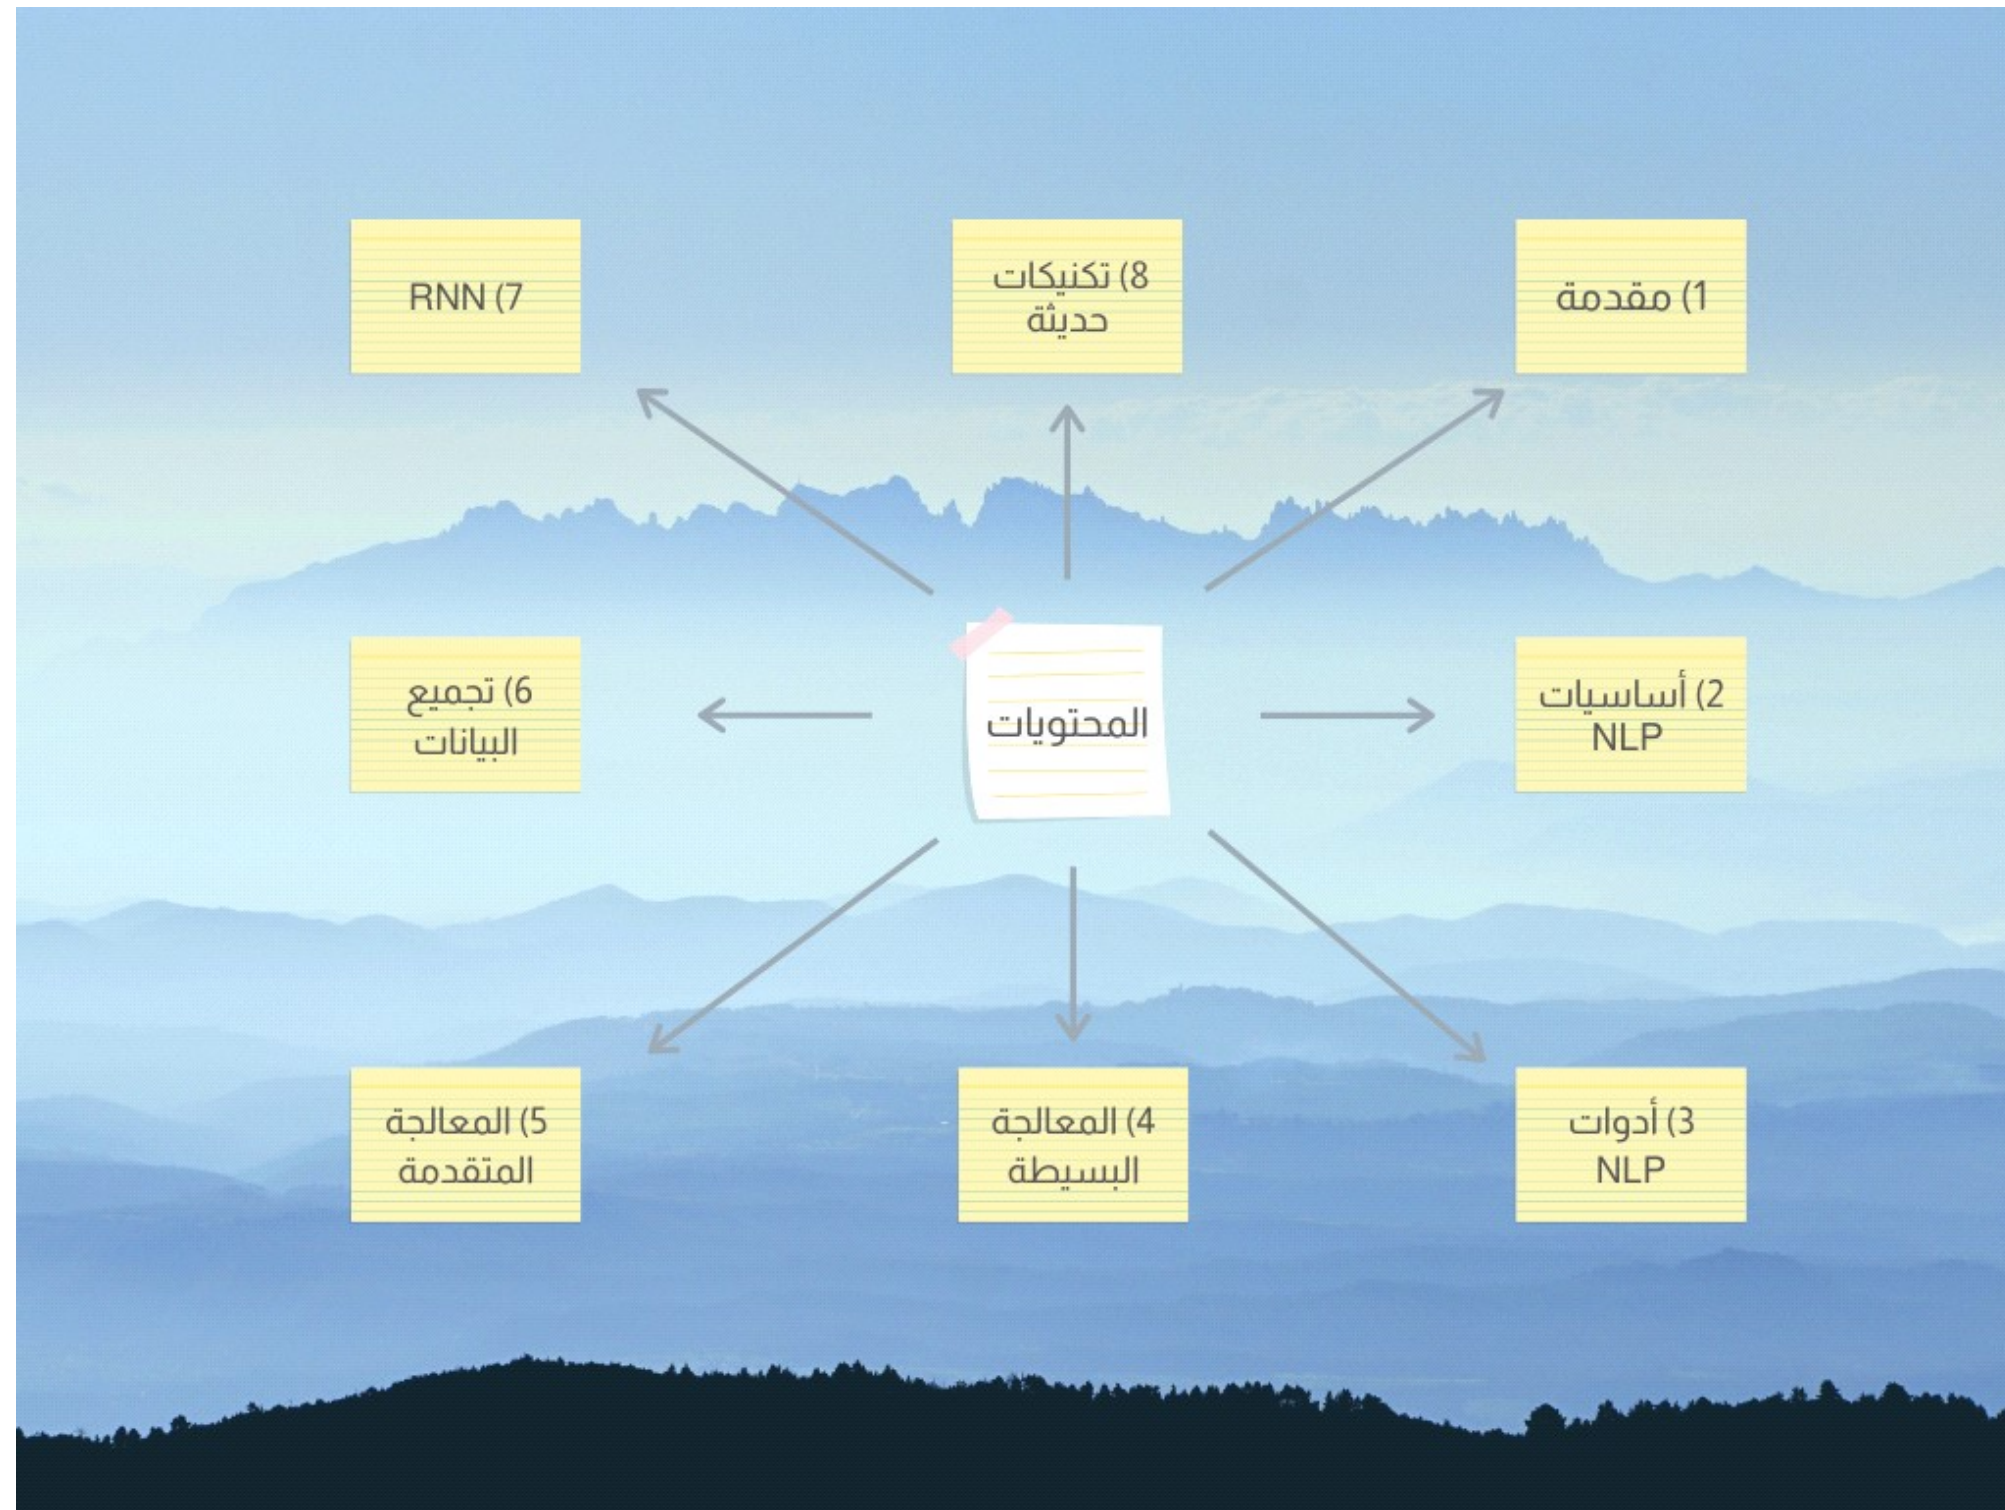 المحتويات
1) مقدمة
2) أساسيات
NLP
3) أدوات
NLP
4) المعالجة
البسيطة
5) المعالجة
المتقدمة
6) تجميع
البيانات
7) RNN
8) تكنيكات
حديثة